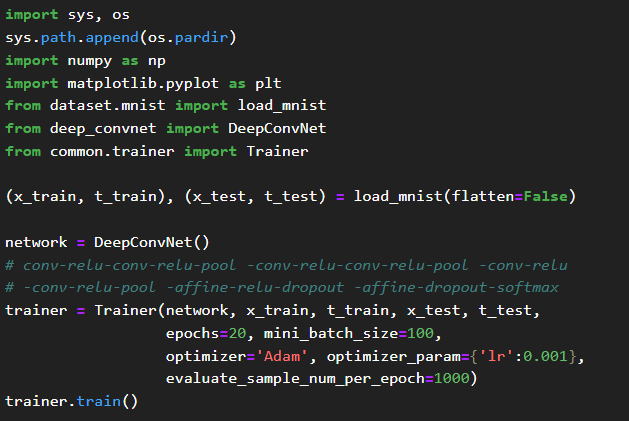 import sys, os
sys.path.append(os.pardir)
import numpy as np
import matplotlib.pyplot as plt
from dataset.mnist import load_mnist
from deep_convnet import DeepConvNet
from common.trainer import Trainer

(x_train, t_train), (x_test, t_test) = load_mnist(flatten=False)

network = DeepConvNet()
# conv-relu-conv-relu-pool -conv-relu-conv-relu-pool -conv-relu
# -conv-relu-pool -affine-relu-dropout -affine-dropout-softmax
trainer = Trainer(network, x_train, t_train, x_test, t_test,
                  epochs=20, mini_batch_size=100,
                  optimizer='Adam', optimizer_param={'lr':0.001},
                  evaluate_sample_num_per_epoch=1000)
trainer.train()